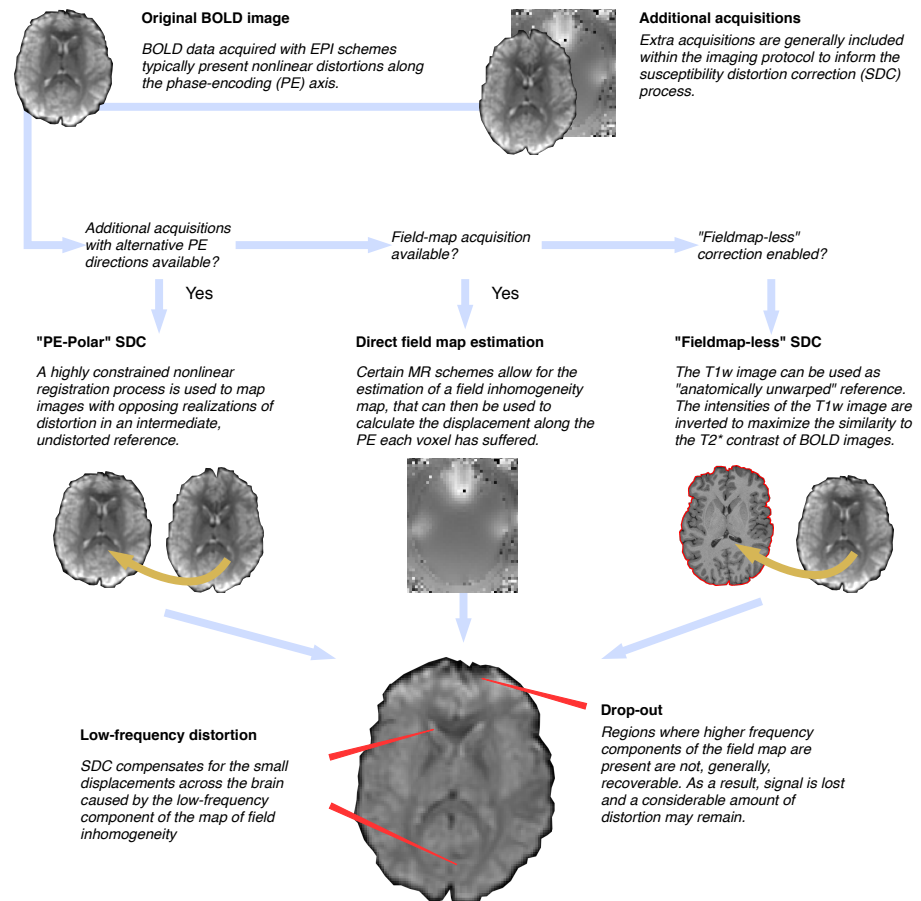 Original BOLD image
BOLD data acquired with EPI schemes
typically present nonlinear distortions along
the phase-encoding (PE) axis.
Additional acquisitions
Extra acquisitions are generally included
within the imaging protocol to inform the
susceptibility distortion correction (SDC)
process.
Additional acquisitions
with alternative PE
directions available?
Field-map acquisition
available?
"Fieldmap-less"
correction enabled?
Yes
Yes
"PE-Polar" SDC
A highly constrained nonlinear
registration process is used to map
images with opposing realizations of
distortion in an intermediate,
undistorted reference.
Direct field map estimation
Certain MR schemes allow for the
estimation of a field inhomogeneity
map, that can then be used to
calculate the displacement along the
PE each voxel has suffered.
"Fieldmap-less" SDC
The T1w image can be used as
"anatomically unwarped" reference.
The intensities of the T1w image are
inverted to maximize the similarity to
the T2* contrast of BOLD images.
Low-frequency distortion
SDC compensates for the small
displacements across the brain
caused by the low-frequency
component of the map of field
inhomogeneity
Drop-out
Regions where higher frequency
components of the field map are
present are not, generally,
recoverable. As a result, signal is lost
and a considerable amount of
distortion may remain.